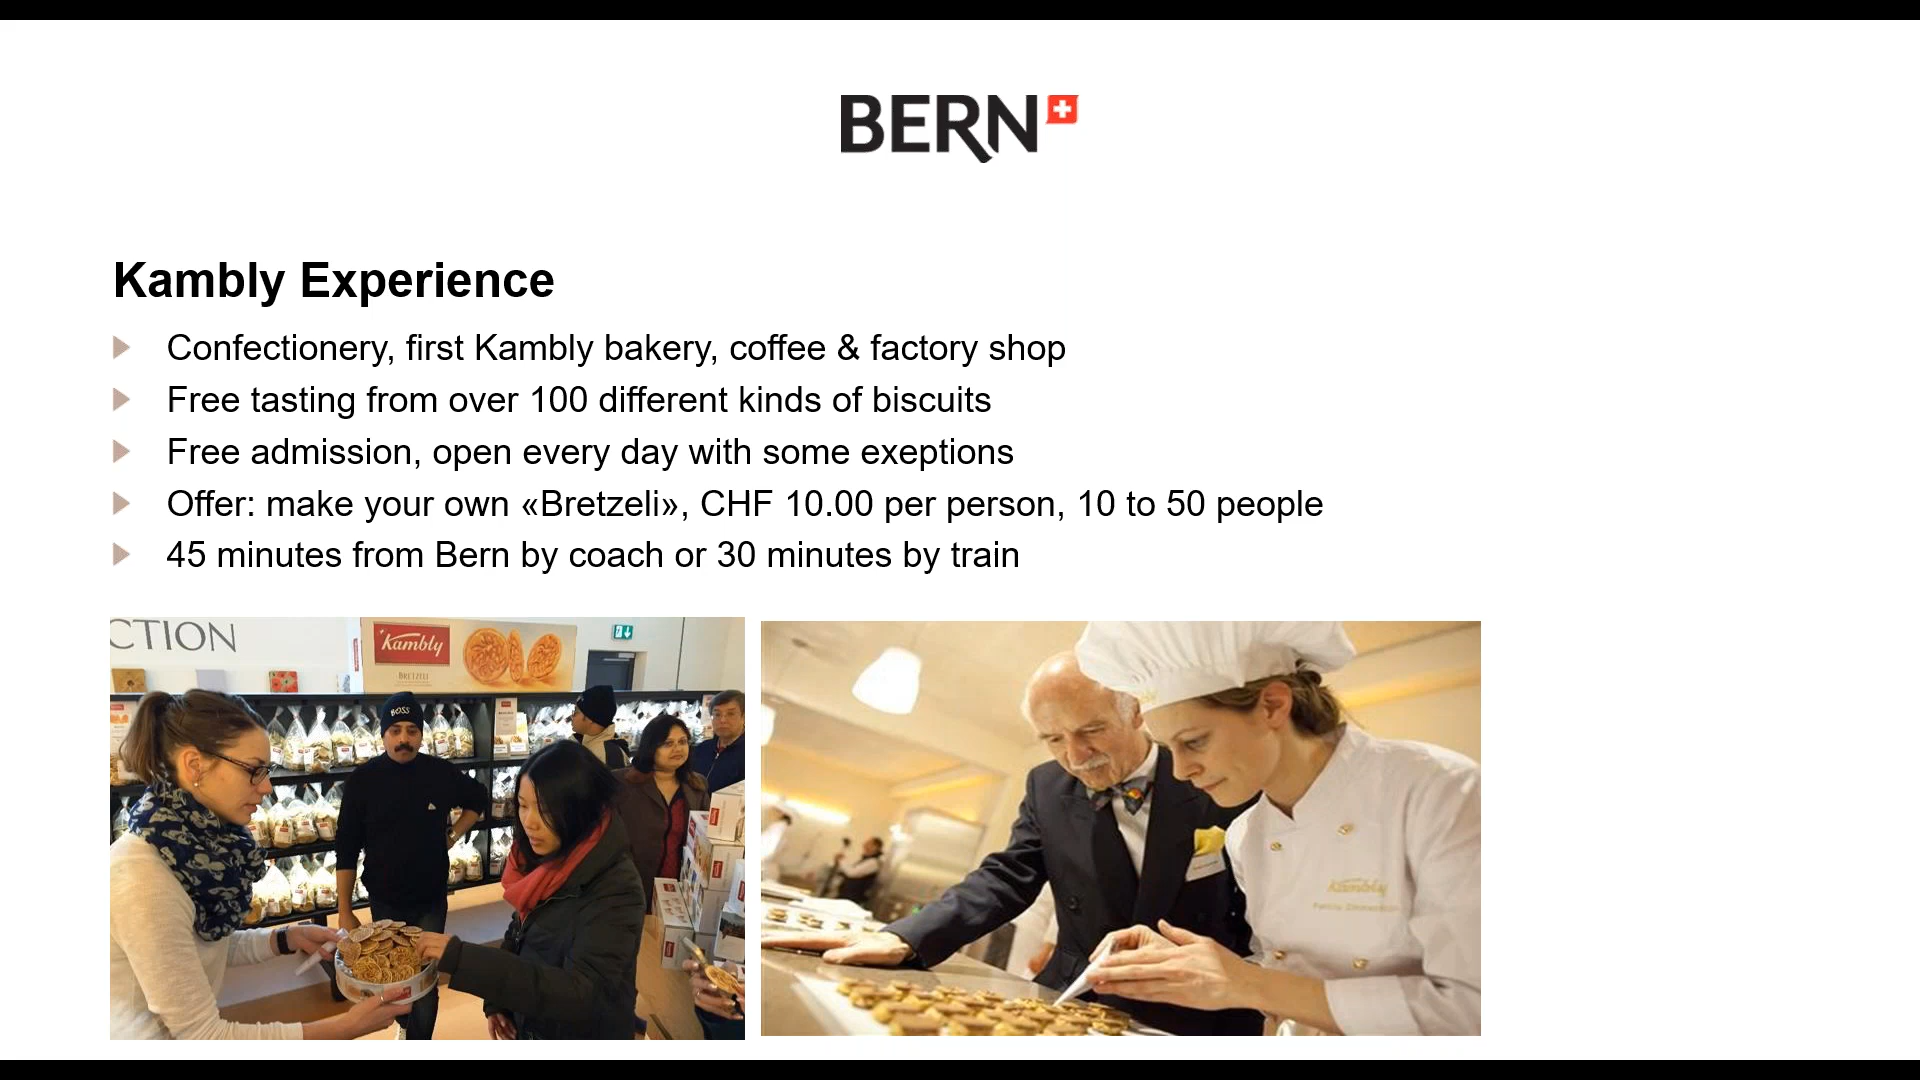 BERN
Kambly Experience
Confectionery, first Kambly bakery, coffee & factory shop
Free tasting from over 100 different kinds of biscuits
Free admission, open every day with some exeptions
Offer: make your own «Bretzeli», CHF 10.00 per person, 10 to 50 people
45 minutes from Bern by coach or 30 minutes by train
CTION
Kambly
BRETZELI
BOSS
Kambly